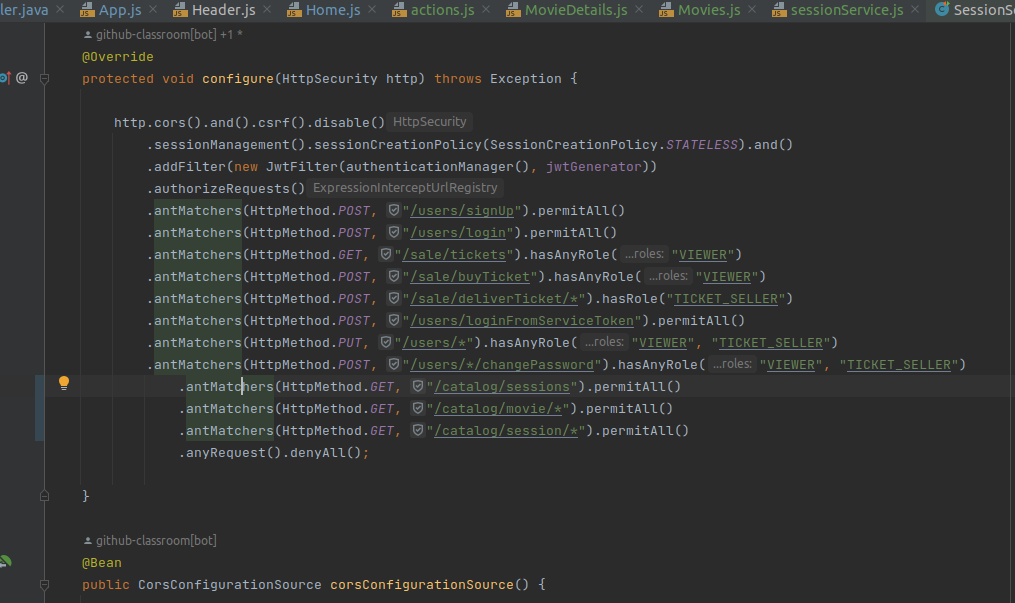 ler.java App.js Header.js Home.js actions.js MovieDetails.js Movies.js sessionService.js SessionSe
github-classroom[bot] +1 *
@Override
protected void configure(HttpSecurity http) throws Exception {
http.cors().and().csrf().disable() HttpSecurity
.sessionManagement().sessionCreationPolicy(SessionCreationPolicy.STATELESS).and()
.addFilter(new JwtFilter(authenticationManager(), jwtGenerator))
.authorizeRequests() ExpressionInterceptUrlRegistry
.antMatchers(HttpMethod.POST, "/users/signUp").permitAll()
.antMatchers(HttpMethod.POST, "/users/login").permitAll()
.antMatchers(HttpMethod.GET, "/sale/tickets").hasAnyRole( ...roles: "VIEWER")
.antMatchers(HttpMethod.POST, "/sale/buyTicket").hasAnyRole( ...roles: "VIEWER")
.antMatchers(HttpMethod.POST, "/sale/deliverTicket/*").hasRole("TICKET_SELLER")
.antMatchers(HttpMethod.POST, "/users/loginFromServiceToken").permitAll()
.antMatchers(HttpMethod.PUT, "/users/*").hasAnyRole( ...roles: "VIEWER", "TICKET_SELLER")
.antMatchers(HttpMethod.POST, "/users/*/changePassword").hasAnyRole( ...roles: "VIEWER", "TICKET_SELLER")
.antMatchers(HttpMethod.GET, "/catalog/sessions").permitAll()
.antMatchers(HttpMethod.GET, "/catalog/movie/*").permitAll()
.antMatchers(HttpMethod.GET, "/catalog/session/*").permitAll()
.anyRequest().denyAll();
}
github-classroom[bot]
@Bean
public CorsConfigurationSource corsConfigurationSource() {